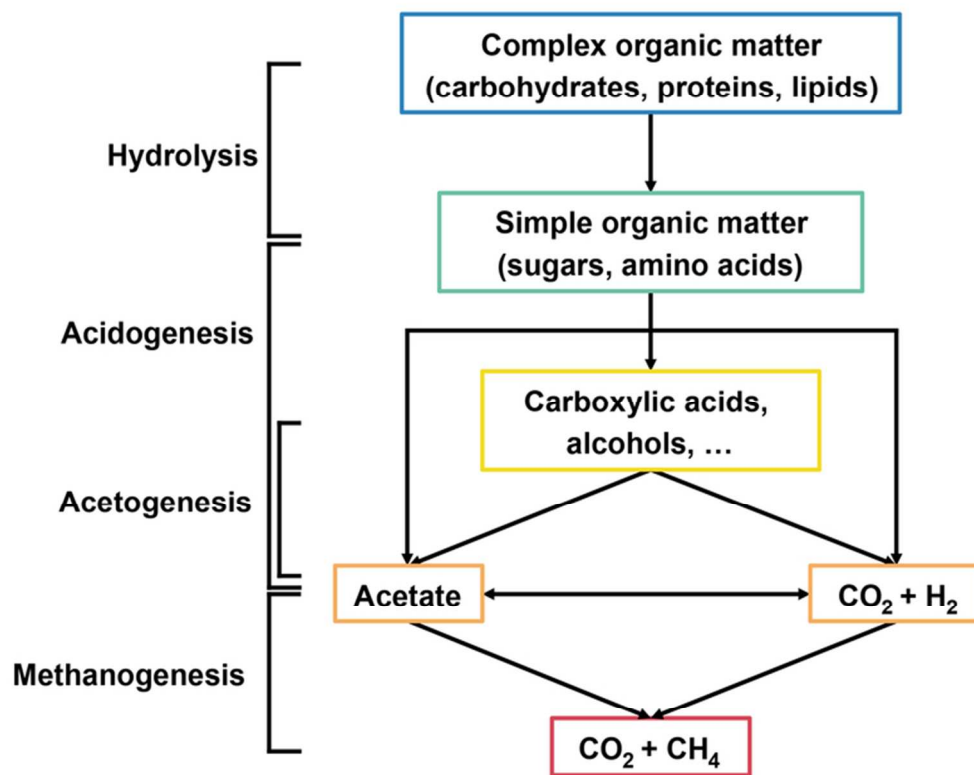 Complex organic matter
(carbohydrates, proteins, lipids)
Hydrolysis
Simple organic matter
(sugars, amino acids)
Acidogenesis
Carboxylic acids,
alcohols, …
Acetogenesis
Acetate
CO₂ + H₂
Methanogenesis
CO₂ + CH₄